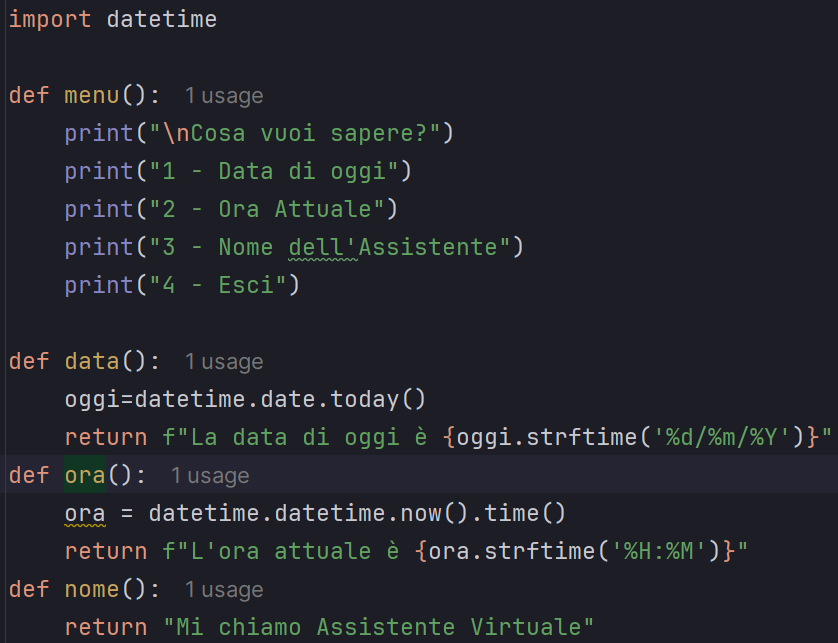 import datetime
def menu():  1 usage
    print("\nCosa vuoi sapere?")
    print("1 - Data di oggi")
    print("2 - Ora Attuale")
    print("3 - Nome dell'Assistente")
    print("4 - Esci")
def data():  1 usage
    oggi=datetime.date.today()
    return f"La data di oggi è {oggi.strftime('%d/%m/%Y')}"
def ora():  1 usage
    ora = datetime.datetime.now().time()
    return f"L'ora attuale è {ora.strftime('%H:%M')}"
def nome():  1 usage
    return "Mi chiamo Assistente Virtuale"